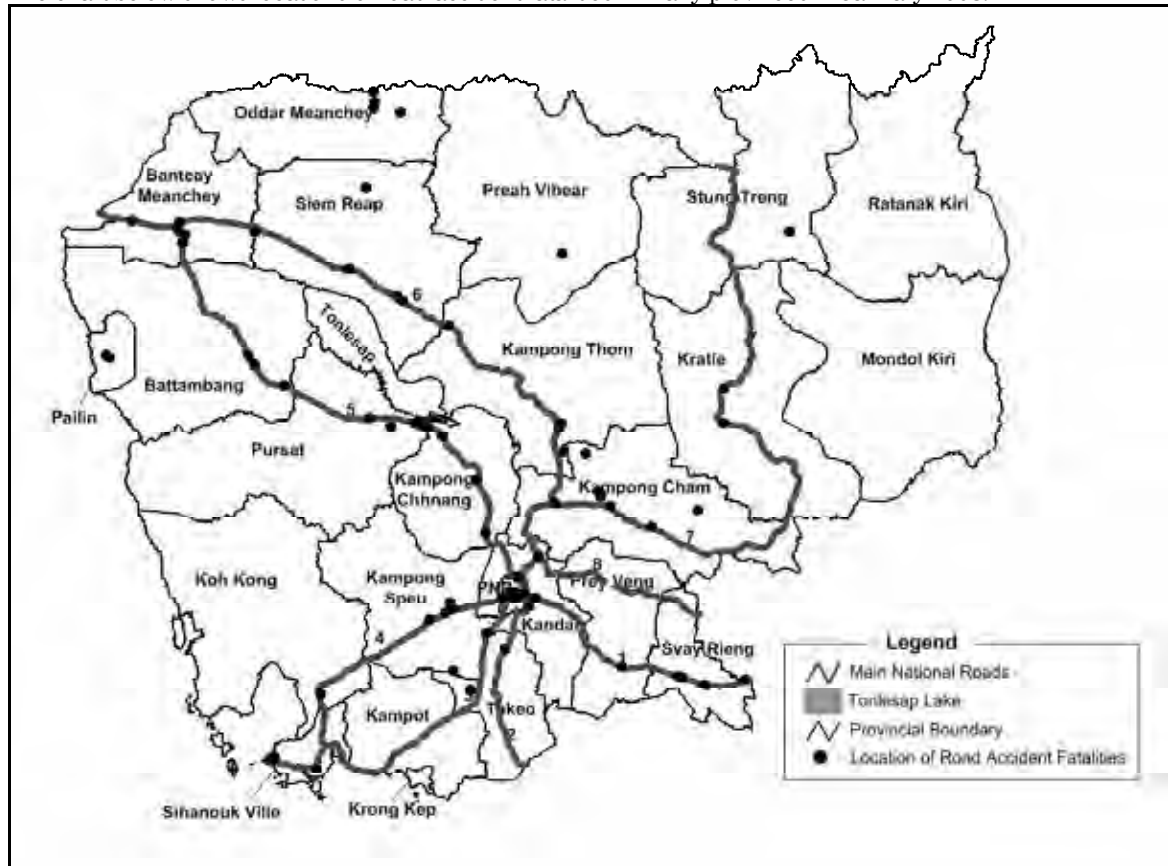 Oddar Meanchey
Banteay
Meanchey
Siem Reap
Preah Vihear
Stung Treng
Ratanak Kiri
6
Tonlesap
Kampong Thom
Kratie
Mondol Kiri
Battambang
Pailin
5
Pursat
Kampong
Chhnang
Kampong Cham
7
Koh Kong
Kampong
Speu
PNP
8
Prey Veng
Kandal
4
1
Svay Rieng
3
Kampot
Takeo
2
Sihanouk Ville
Krong Kep
Legend
Main National Roads
Tonlesap Lake
Provincial Boundary
Location of Road Accident Fatalities